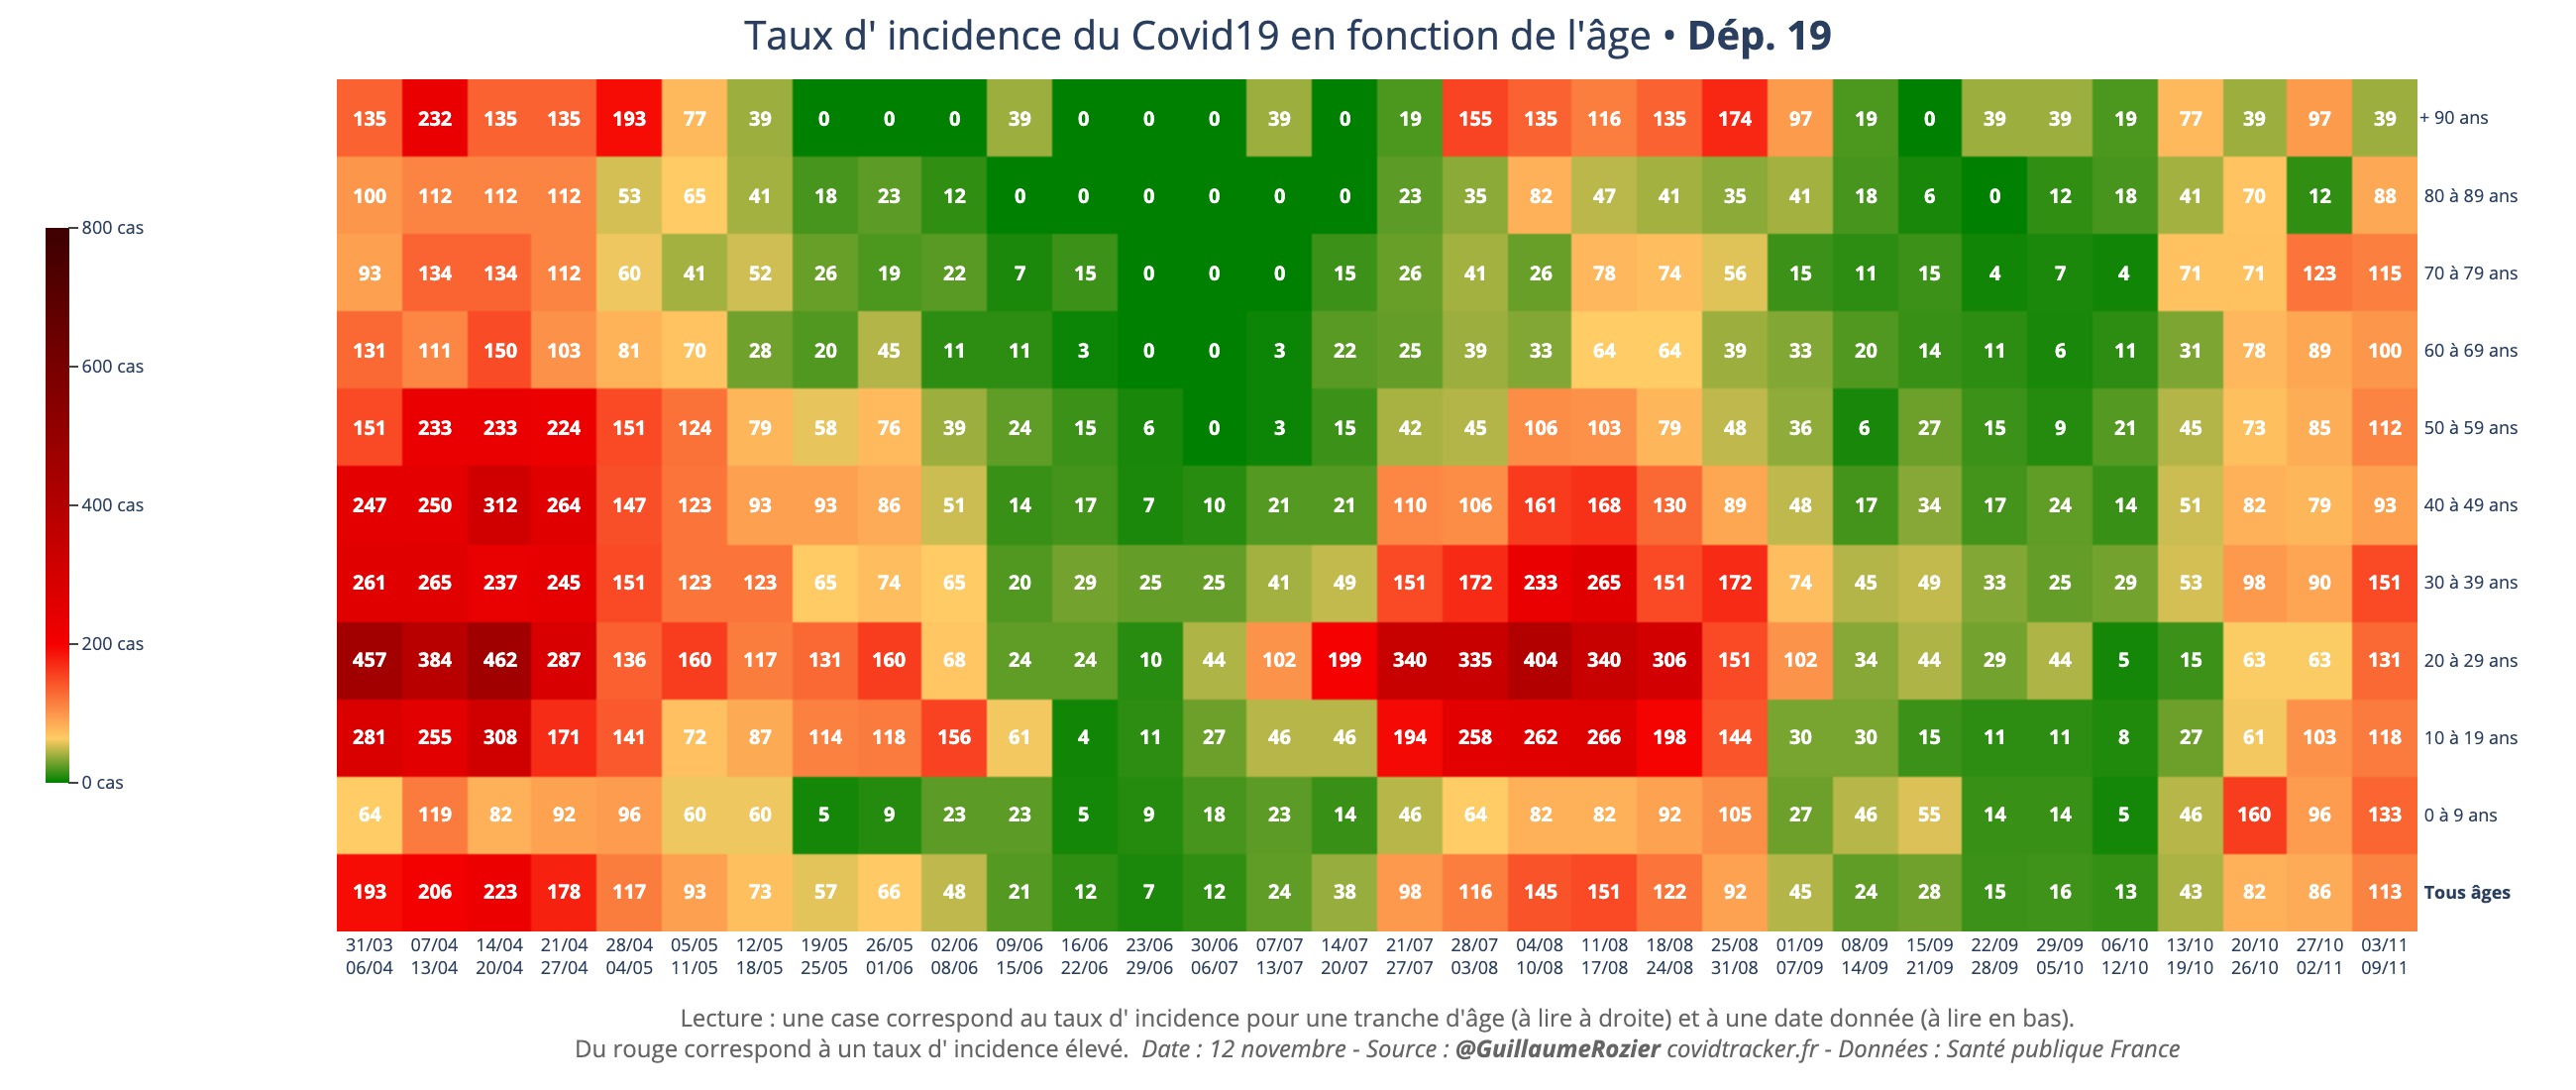 Taux d' incidence du Covid19 en fonction de l'âge • Dép. 19
135 232 135 135 193 77 39 0 0 0 39 0 0 0 39 0 19 155 135 116 135 174 97 19 0 39 39 19 77 39 97 39 + 90 ans
100 112 112 112 53 65 41 18 23 12 0 0 0 0 0 0 23 35 82 47 41 35 41 18 6 0 12 18 41 70 12 88 80 à 89 ans
93 134 134 112 60 41 52 26 19 22 7 15 0 0 0 15 26 41 26 78 74 56 15 11 15 4 7 4 71 71 123 115 70 à 79 ans
131 111 150 103 81 70 28 20 45 11 11 3 0 0 3 22 25 39 33 64 64 39 33 20 14 11 6 11 31 78 89 100 60 à 69 ans
151 233 233 224 151 124 79 58 76 39 24 15 6 0 3 15 42 45 106 103 79 48 36 6 27 15 9 21 45 73 85 112 50 à 59 ans
247 250 312 264 147 123 93 93 86 51 14 17 7 10 21 21 110 106 161 168 130 89 48 17 34 17 24 14 51 82 79 93 40 à 49 ans
261 265 237 245 151 123 123 65 74 65 20 29 25 25 41 49 151 172 233 265 151 172 74 45 49 33 25 29 53 98 90 151 30 à 39 ans
457 384 462 287 136 160 117 131 160 68 24 24 10 44 102 199 340 335 404 340 306 151 102 34 44 29 44 5 15 63 63 131 20 à 29 ans
281 255 308 171 141 72 87 114 118 156 61 4 11 27 46 46 194 258 262 266 198 144 30 30 15 11 11 8 27 61 103 118 10 à 19 ans
64 119 82 92 96 60 60 5 9 23 23 5 9 18 23 14 46 64 82 82 92 105 27 46 55 14 14 5 46 160 96 133 0 à 9 ans
193 206 223 178 117 93 73 57 66 48 21 12 7 12 24 38 98 116 145 151 122 92 45 24 28 15 16 13 43 82 86 113 Tous âges
31/03 07/04 14/04 21/04 28/04 05/05 12/05 19/05 26/05 02/06 09/06 16/06 23/06 30/06 07/07 14/07 21/07 28/07 04/08 11/08 18/08 25/08 01/09 08/09 15/09 22/09 29/09 06/10 13/10 20/10 27/10 03/11
06/04 13/04 20/04 27/04 04/05 11/05 18/05 25/05 01/06 08/06 15/06 22/06 29/06 06/07 13/07 20/07 27/07 03/08 10/08 17/08 24/08 31/08 07/09 14/09 21/09 28/09 05/10 12/10 19/10 26/10 02/11 09/11
800 cas
600 cas
400 cas
200 cas
0 cas
Lecture : une case correspond au taux d' incidence pour une tranche d'âge (à lire à droite) et à une date donnée (à lire en bas).
Du rouge correspond à un taux d' incidence élevé. Date : 12 novembre - Source : @GuillaumeRozier covidtracker.fr - Données : Santé publique France